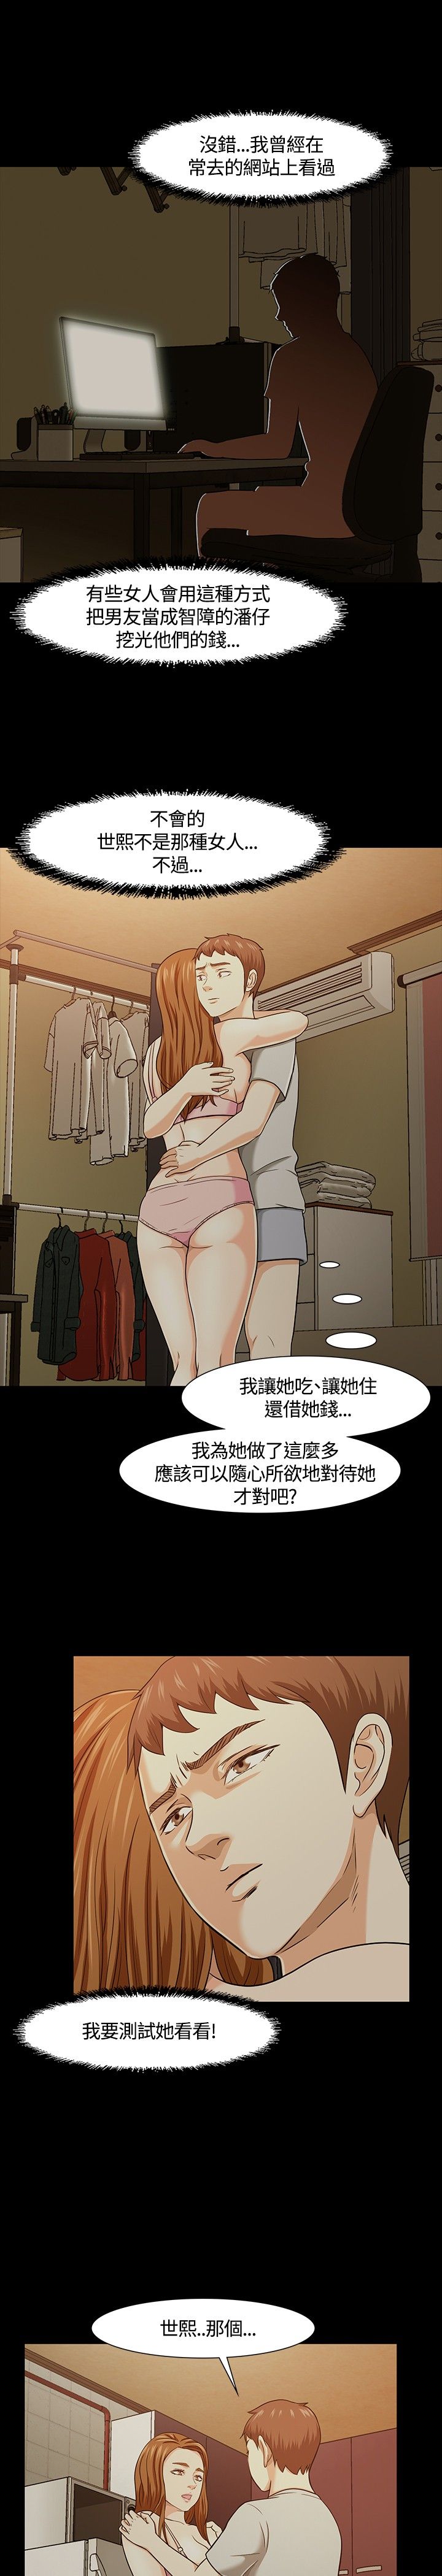 沒錯...我曾經在
常去的網站上看過
有些女人會用這種方式
把男友當成智障的潘仔
挖光他們的錢...
不會的
世熙不是那種女人...
不過...
我讓她吃、讓她住
還借她錢...
我為她做了這麼多
應該可以隨心所欲地對待她
才對吧?
我要測試她看看!
世熙..那個...